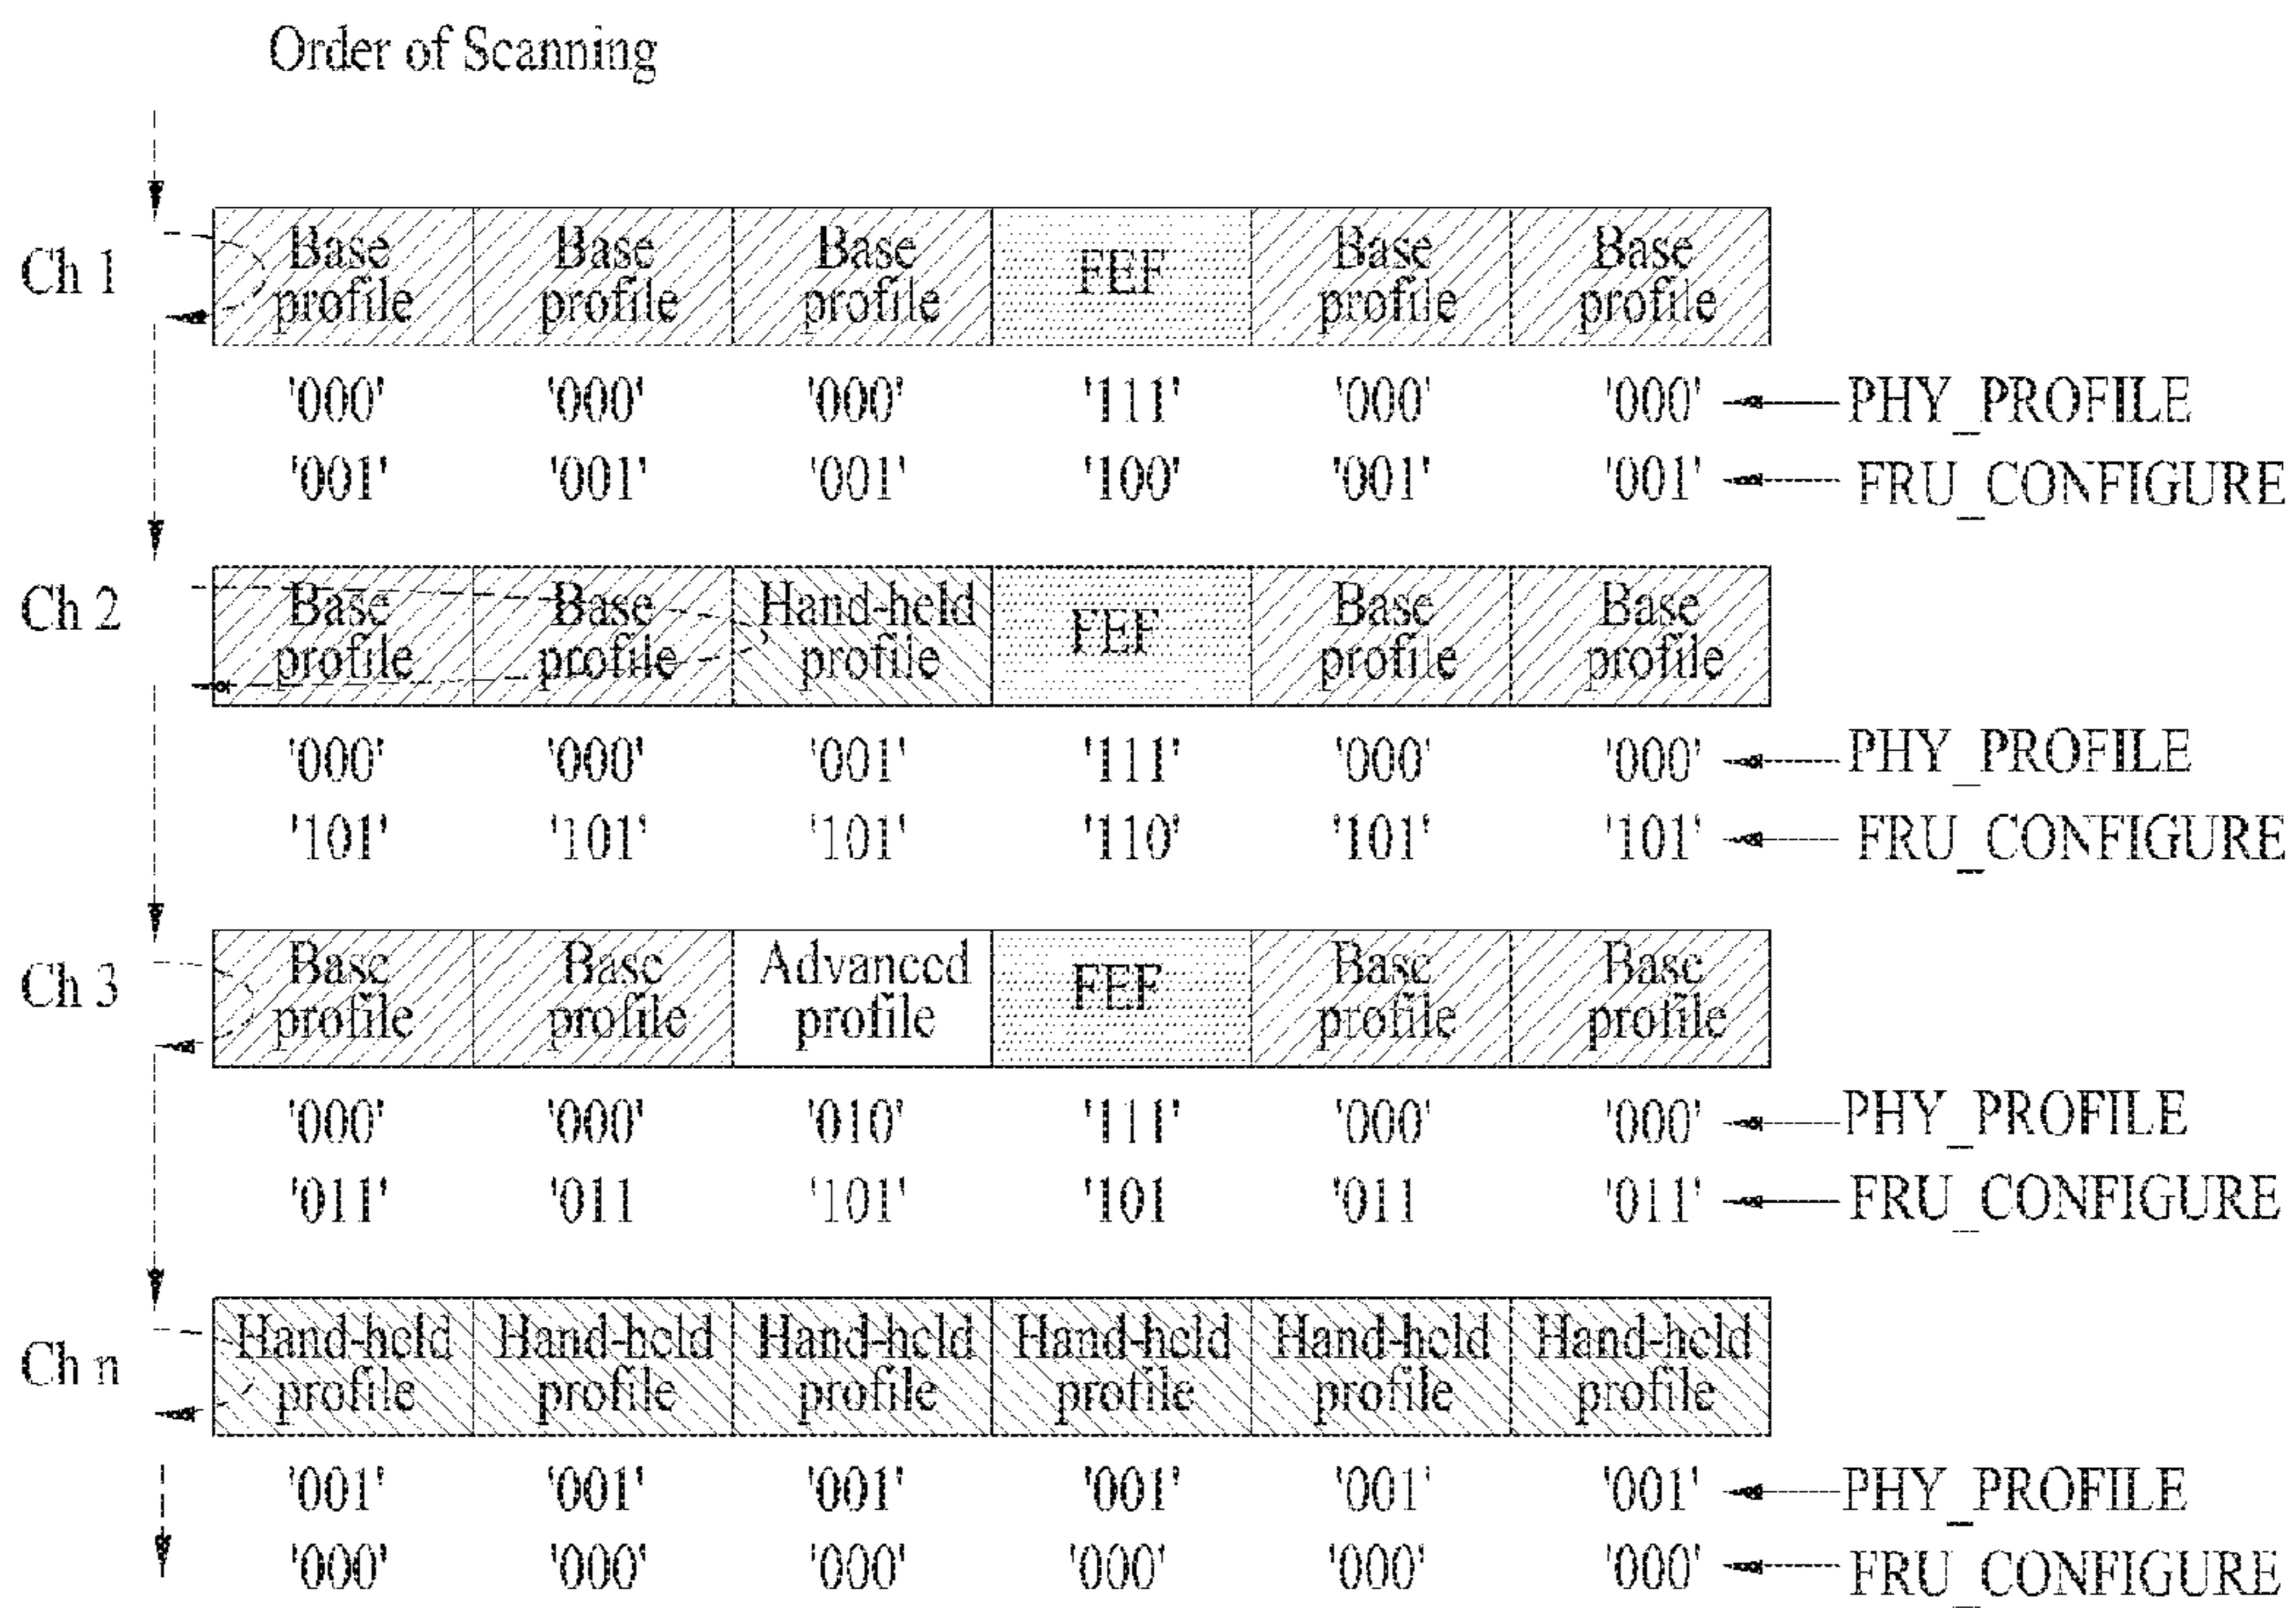 Order of Scanning
Ch 1
Base profile Base profile Base profile FEF Base profile Base profile
'000' '000' '000' '111' '000' '000' PHY_PROFILE
'001' '001' '001' '100' '001' '001' FRU_CONFIGURE
Ch 2
Base profile Base profile Hand-held profile FEF Base profile Base profile
'000' '000' '001' '111' '000' '000' PHY_PROFILE
'101' '101' '101' '110' '101' '101' FRU_CONFIGURE
Ch 3
Base profile Base profile Advanced profile FEF Base profile Base profile
'000' '000' '010' '111' '000' '000' PHY_PROFILE
'011' '011 '101' '101 '011 '011' FRU_CONFIGURE
Ch n
Hand-held profile Hand-held profile Hand-held profile Hand-held profile Hand-held profile Hand-held profile
'001' '001' '001' '001' '001' '001' PHY_PROFILE
'000' '000' '000' '000' '000' '000' FRU_CONFIGURE